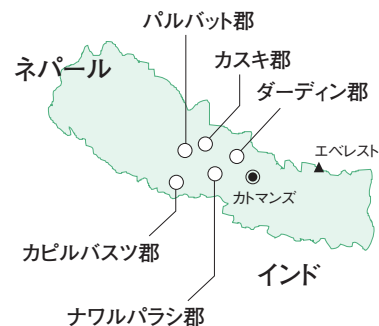 パルバット郡
カスキ郡
ネパール
ダーディン郡
エベレスト
カトマンズ
カピルバスツ郡
インド
ナワルパラシ郡